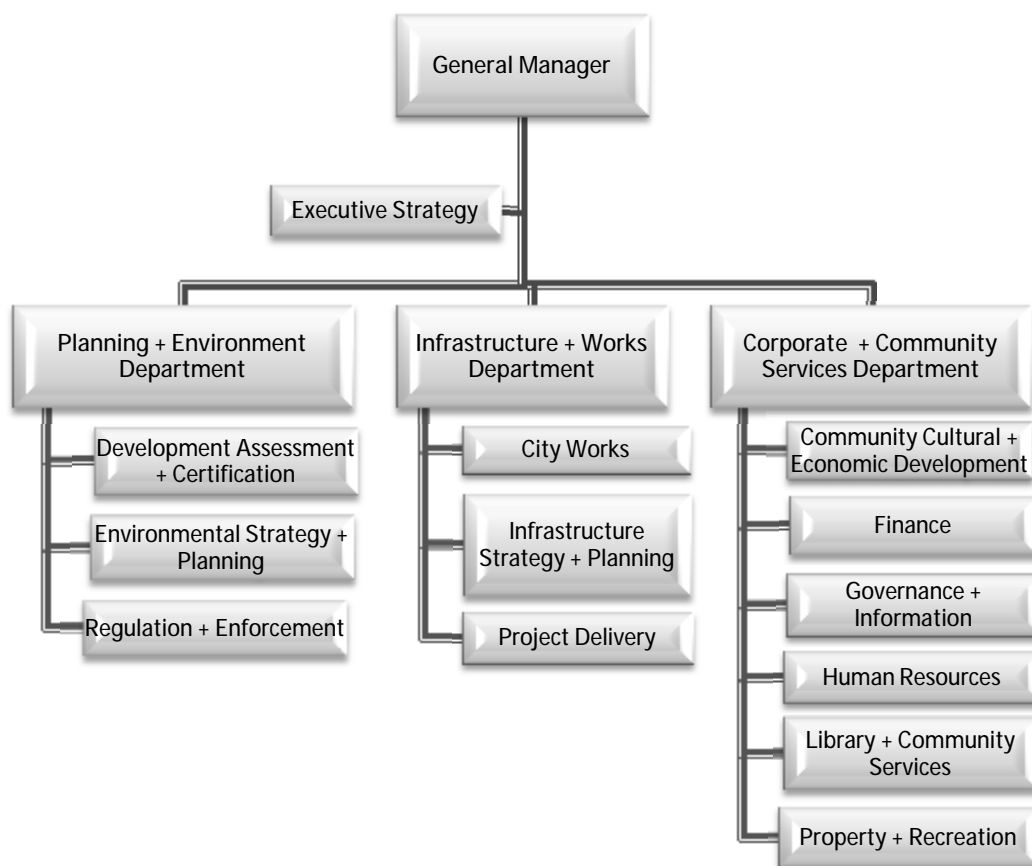 General Manager
Executive Strategy
Planning + Environment
Department
Development Assessment
+ Certification
Environmental Strategy +
Planning
Regulation + Enforcement
Infrastructure + Works
Department
City Works
Infrastructure
Strategy + Planning
Project Delivery
Corporate + Community
Services Department
Community Cultural +
Economic Development
Finance
Governance +
Information
Human Resources
Library + Community
Services
Property + Recreation